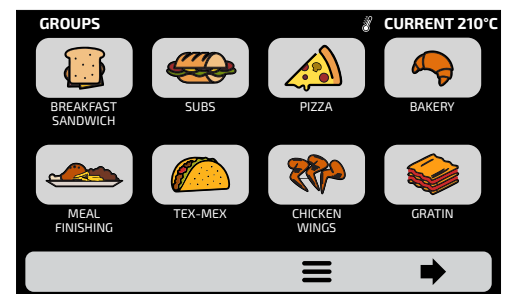 GROUPS
CURRENT 210°C
BREAKFAST
SANDWICH
SUBS
PIZZA
BAKERY
MEAL
FINISHING
TEX-MEX
CHICKEN
WINGS
GRATIN